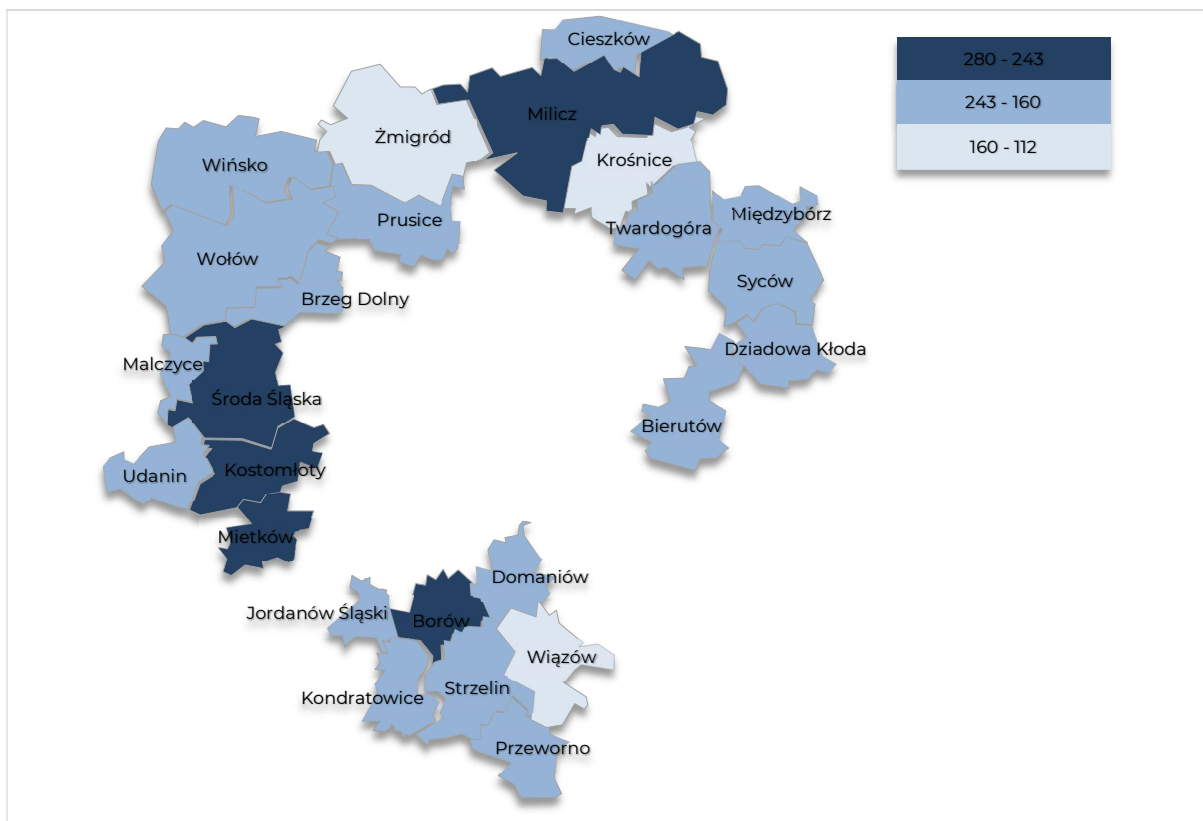 Cieszków
280 - 243
243 - 160
160 - 112
Milicz
Żmigród
Krośnice
Wińsko
Międzybórz
Prusice
Twardogóra
Wołów
Syców
Brzeg Dolny
Dziadowa Kłoda
Malczyce
Środa Śląska
Bierutów
Kostomłoty
Udanin
Mietków
Domaniów
Jordanów Śląski
Borów
Wiązów
Strzelin
Kondratowice
Przeworno